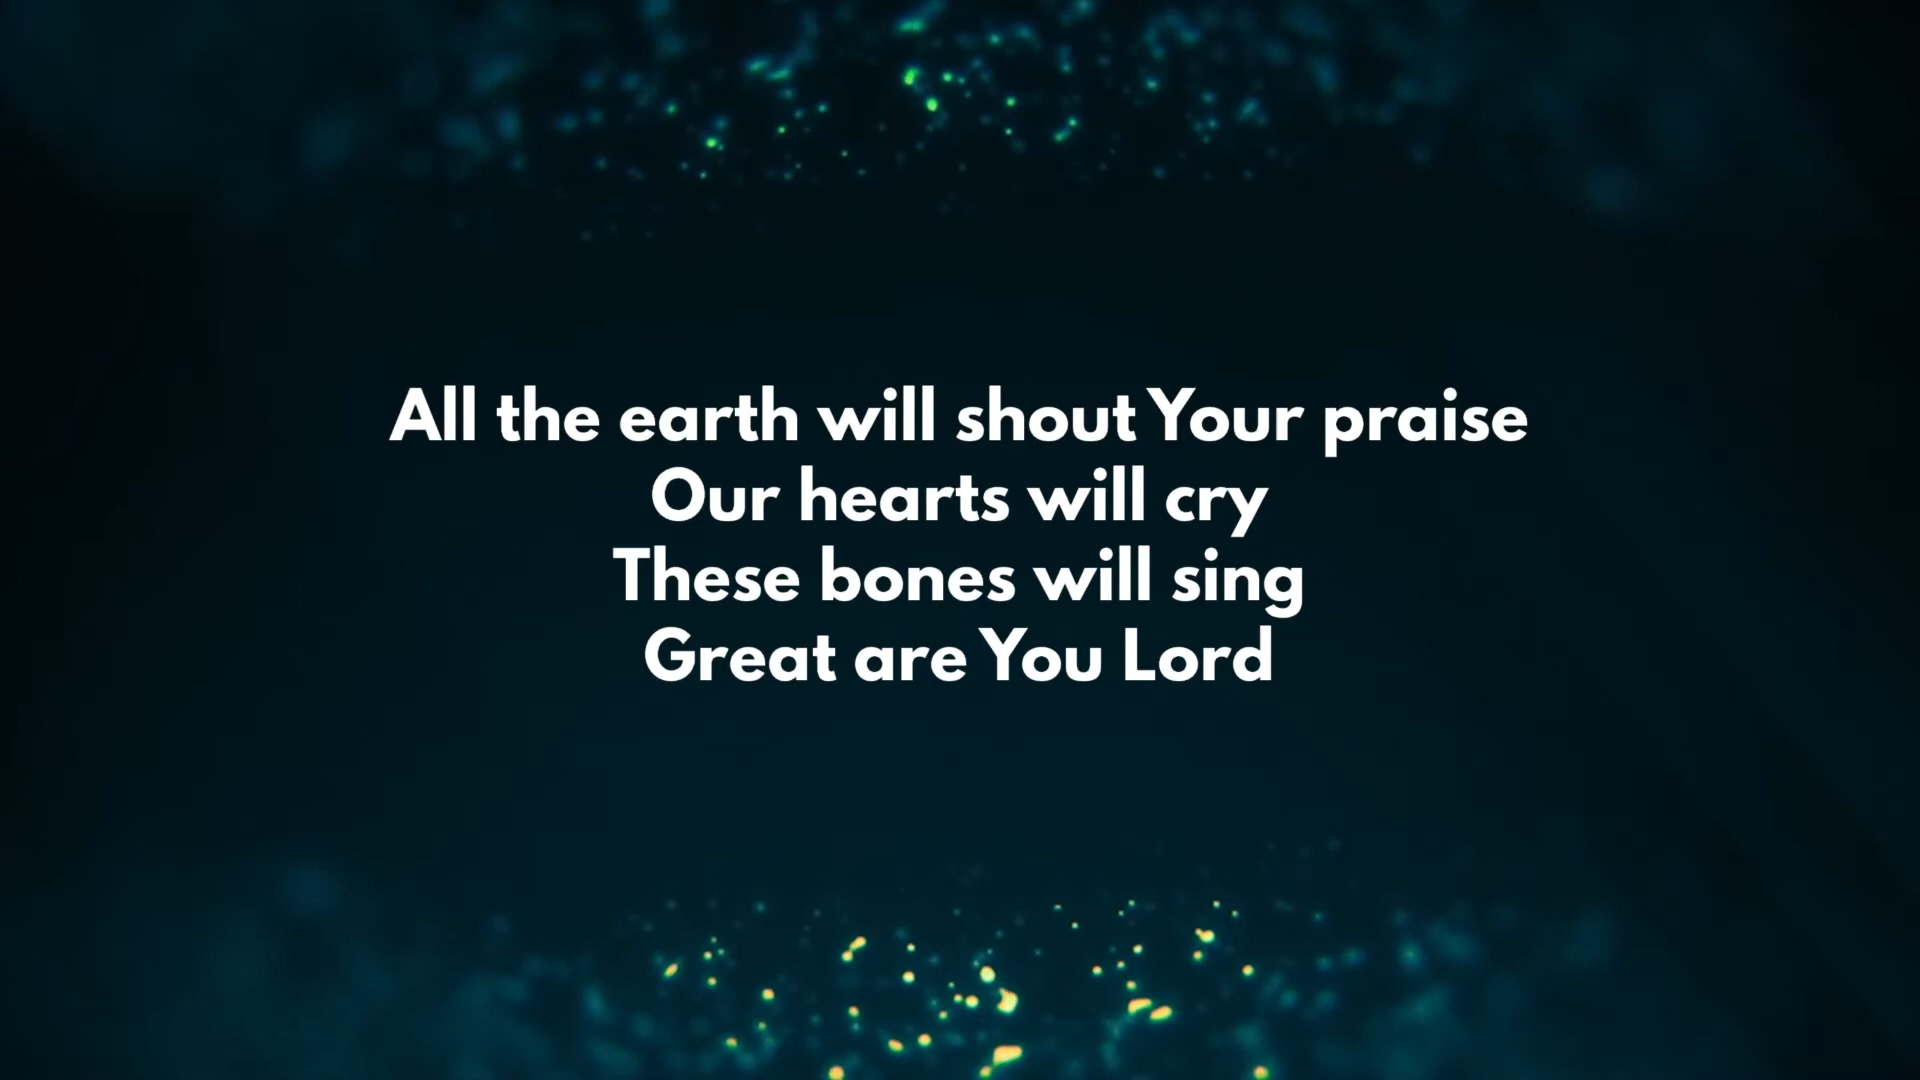 All the earth will shout Your praise
Our hearts will cry
These bones will sing
Great are You Lord